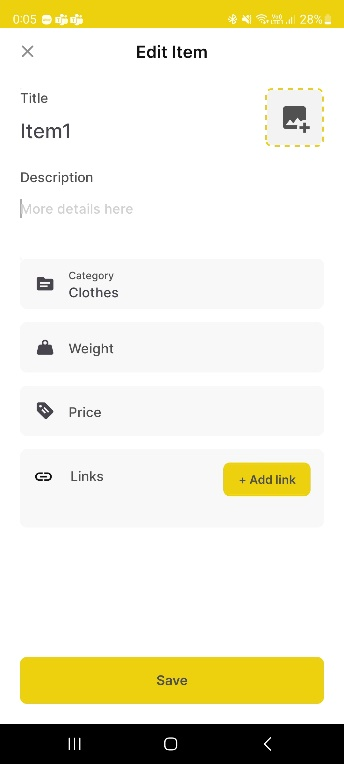 0:05
28%
Edit Item
Title
Item1
Description
More details here
Category
Clothes
Weight
Price
Links
+ Add link
Save